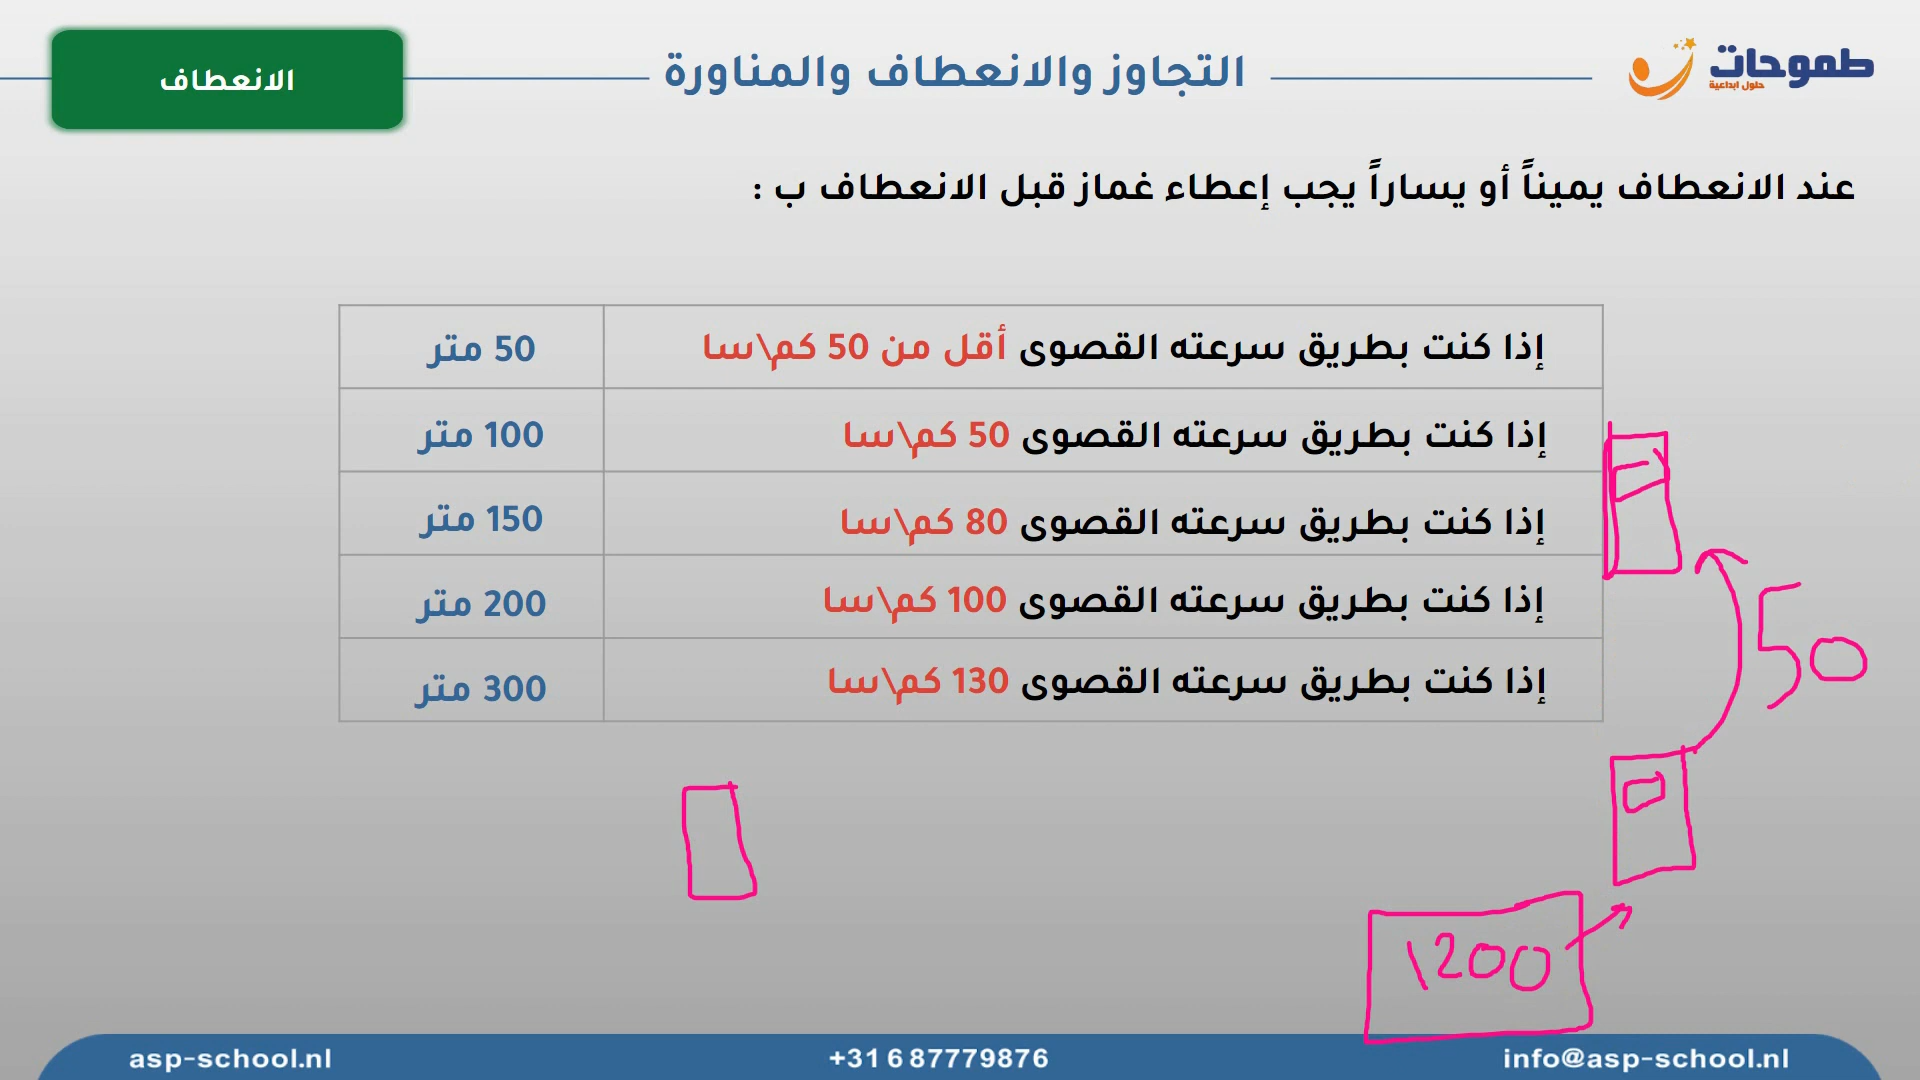 طموحات
حلول ابداعية
التجاوز والانعطاف والمناورة
الانعطاف
عند الانعطاف يميناً أو يساراً يجب إعطاء غماز قبل الانعطاف ب :
إذا كنت بطريق سرعته القصوى أقل من 50 كم\سا 50 متر
إذا كنت بطريق سرعته القصوى 50 كم\سا 100 متر
إذا كنت بطريق سرعته القصوى 80 كم\سا 150 متر
إذا كنت بطريق سرعته القصوى 100 كم\سا 200 متر
إذا كنت بطريق سرعته القصوى 130 كم\سا 300 متر
50
1200
asp-school.nl
+31 6 87779876
info@asp-school.nl